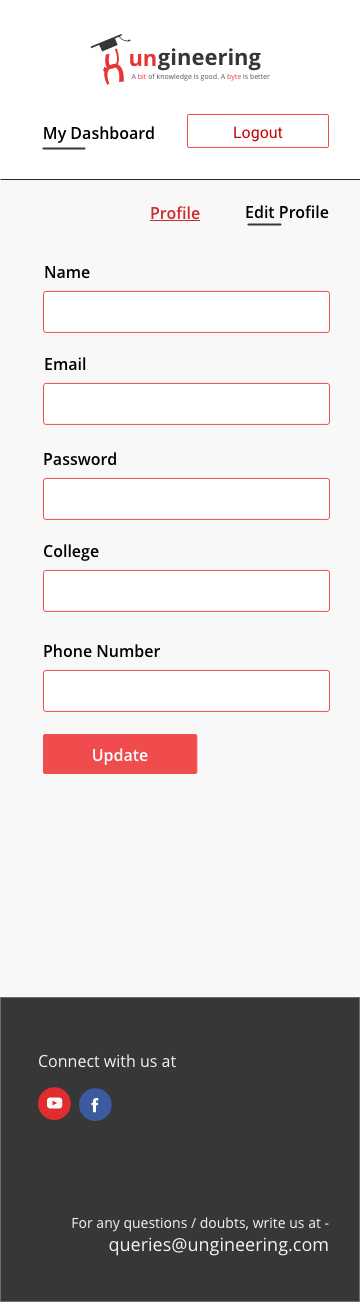 ungineering
A bit of knowledge is good. A byte is better
My Dashboard
Logout
Profile
Edit Profile
Name
Email
Password
College
Phone Number
Update
Connect with us at
For any questions / doubts, write us at -
queries@ungineering.com